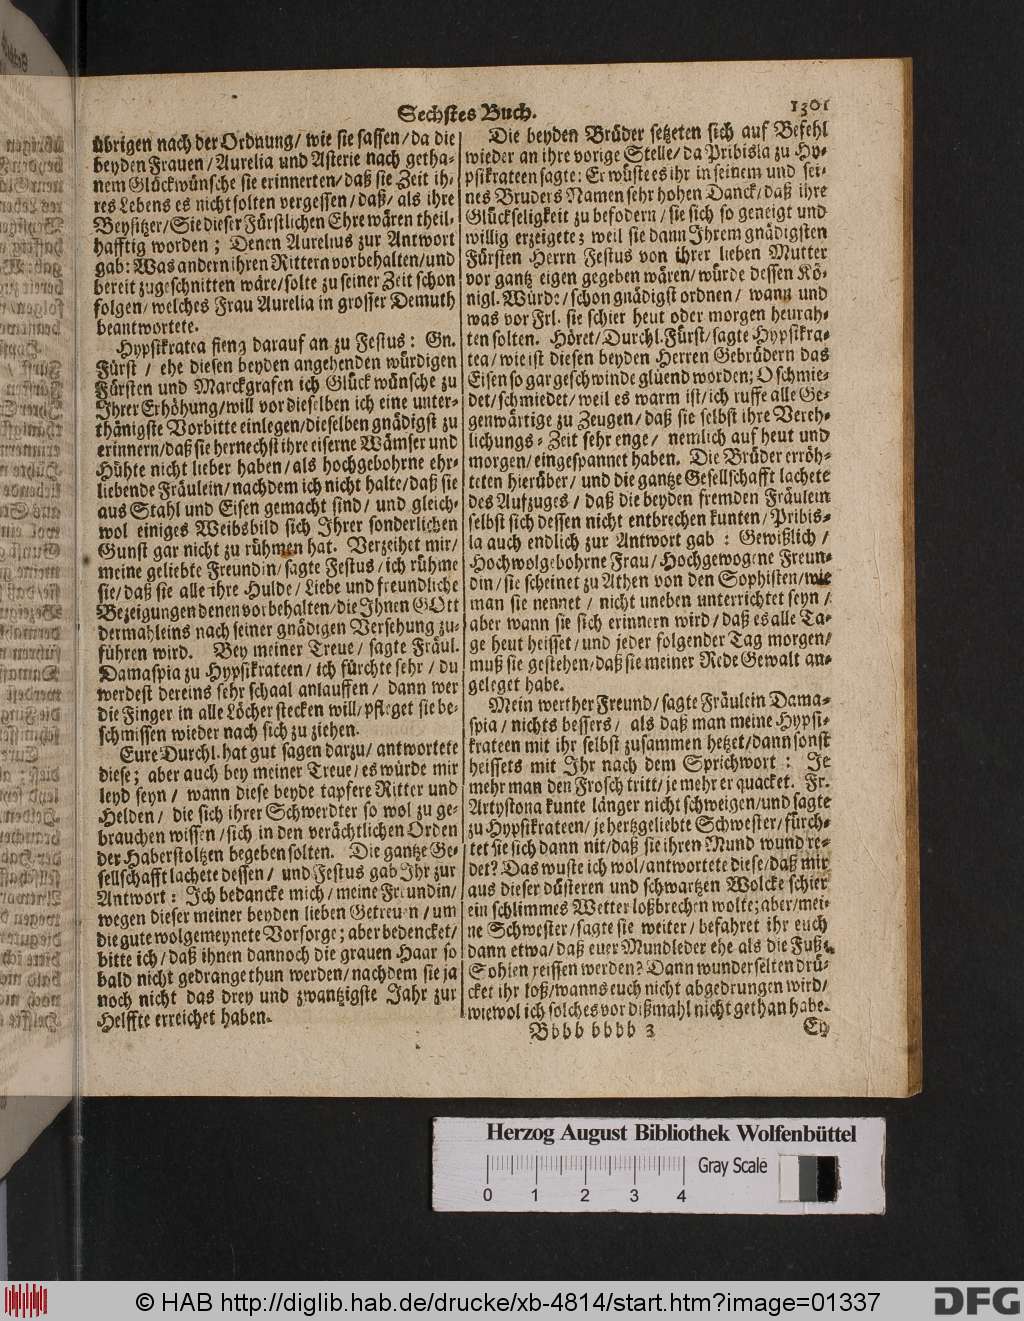 Sechstes Buch. 1301
übrigen nach der Ordnung/ wie sie sassen/ da die
beyden Frauen/ Aurelia und Asterie nach getha-
nem Glückwünsche sie erinnerten/ daß sie Zeit ih-
res Lebens es nicht solten vergessen/ daß/ als ihre
Beysitzer/ Sie dieser Fürstlichen Ehre wären theil-
hafftig worden; Denen Aurelius zur Antwort
gab: Was andern ihren Rittern vorbehalten/ und
bereit zugeschnitten wäre/ solte zu seiner Zeit schon
folgen/ welches Frau Aurelia in grosser Demuth
beantwortete.
Hypsikratea fieng darauf an zu Festus: Gn.
Fürst / ehe diesen beyden angehenden würdigen
Fürsten und Marckgrafen ich Glück wünsche zu
Ihrer Erhöhung/ will vor dieselben ich eine unter-
thänigste Vorbitte einlegen/ dieselben gnädigst zu
erinnern/ daß sie hernechst ihre eiserne Wämser und
Hühte nicht lieber haben/ als hochgebohrne ehr-
liebende Fräulein/ nachdem ich nicht halte/ daß sie
aus Stahl und Eisen gemacht sind/ und gleich-
wol einiges Weibsbild sich Ihrer sonderlichen
Gunst gar nicht zu rühmen hat. Verzeihet mir/
meine geliebte Freundin/ sagte Festus/ ich rühme
sie/ daß sie alle ihre Hulde/ Liebe und freundliche
Bezeigungen denen vorbehalten/ die Ihnen GOtt
dermahleins nach seiner gnädigen Versehung zu-
führen wird. Bey meiner Treue/ sagte Fräul.
Damaspia zu Hypsikrateen/ ich fürchte sehr/ du
werdest dereins sehr schaal anlauffen/ dann wer
die Finger in alle Löcher stecken will/ pfleget sie be-
schmissen wieder nach sich zu ziehen.
Eure Durchl. hat gut sagen darzu/ antwortete
diese; aber auch bey meiner Treue/ es würde mir
leyd seyn/ wann diese beyde tapfere Ritter und
Helden/ die sich ihrer Schwerdter so wol zu ge-
brauchen wissen/ sich in den verächtlichen Orden
der Haberstoltzen begeben solten. Die gantze Ge-
sellschafft lachete dessen/ und Festus gab Ihr zur
Antwort: Ich bedancke mich/ meine Freundin/
wegen dieser meiner beyden lieben Getreuen/ um
die gute wolgemeynete Vorsorge; aber bedencket/
bitte ich/ daß ihnen dannoch die grauen Haar so
bald nicht gedrange thun werden/ nachdem sie ja
noch nicht das drey und zwantzigste Jahr zur
Helffte erreichet haben.
Die beyden Brüder setzeten sich auf Befehl
wieder an ihre vorige Stelle/ da Pribisla zu Hy-
psikrateen sagte: Er wüste es ihr in seinem und sei-
nes Bruders Namen sehr hohen Danck/ daß ihre
Glückseligkeit zu befodern/ sie sich so geneigt und
willig erzeigete; weil sie dann Ihrem gnädigsten
Fürsten Herrn Festus von ihrer lieben Mutter
vor gantz eigen gegeben wären/ würde dessen Kö-
nigl. Würde/ schon gnädigst ordnen/ wann und
was vor Frl. sie schier heut oder morgen heurah-
ten solten. Höret/ Durchl. Fürst/ sagte Hypsikra-
tea/ wie ist diesen beyden Herren Gebrüdern das
Eisen so gar geschwinde glüend worden; O schmie-
det/ schmiedet/ weil es warm ist/ ich ruffe alle Ge-
genwärtige zu Zeugen/ daß sie selbst ihre Vereh-
lichungs-Zeit sehr enge/ nemlich auf heut und
morgen/ eingespannet haben. Die Brüder erröh-
teten hierüber/ und die gantze Gesellschafft lachete
des Aufzuges/ daß die beyden fremden Fräulein
selbst sich dessen nicht entbrechen kunten/ Pribis-
la auch endlich zur Antwort gab: Gewißlich/
Hochwolgebohrne Frau/ Hochgewogene Freun-
din/ sie scheinet zu Athen von den Sophisten/ wie
man sie nennet/ nicht uneben unterrichtet seyn/
aber wann sie sich erinnern wird/ daß es alle Ta-
ge heut heisset/ und jeder folgender Tag morgen/
muß sie gestehen/ daß sie meiner Rede Gewalt an-
geleget habe.
Mein werther Freund/ sagte Fräulein Dama-
spia/ nichts bessers/ als daß man meine Hypsi-
krateen mit ihr selbst zusammen hetzet/ dann sonst
heissets mit Ihr nach dem Sprichwort: Je
mehr man den Frosch tritt/ je mehr er quacket. Fr.
Artystona kunte länger nicht schweigen/ und sagte
zu Hypsikrateen/ je hertzgeliebte Schwester/ fürch-
tet sie sich dann nit/ daß sie ihren Mund wund re-
det? Das wuste ich wol/ antwortete diese/ daß mir
aus dieser düsteren und schwartzen Wolcke schier
ein schlimmes Wetter loßbrechen wolte; aber/ mei-
ne Schwester/ sagte sie weiter/ befahret ihr euch
dann etwa/ daß euer Mundleder ehe als die Fuß-
Sohlen reissen werden? Dann wunderselten drü-
cket ihr loß/ wanns euch nicht abgedrungen wird/
wiewol ich solches vor dißmahl nicht gethan habe.
Bbbb bbbb 3 Ey
Herzog August Bibliothek Wolfenbüttel
Gray Scale
0 1 2 3 4
© HAB http://diglib.hab.de/drucke/xb-4814/start.htm?image=01337
DFG